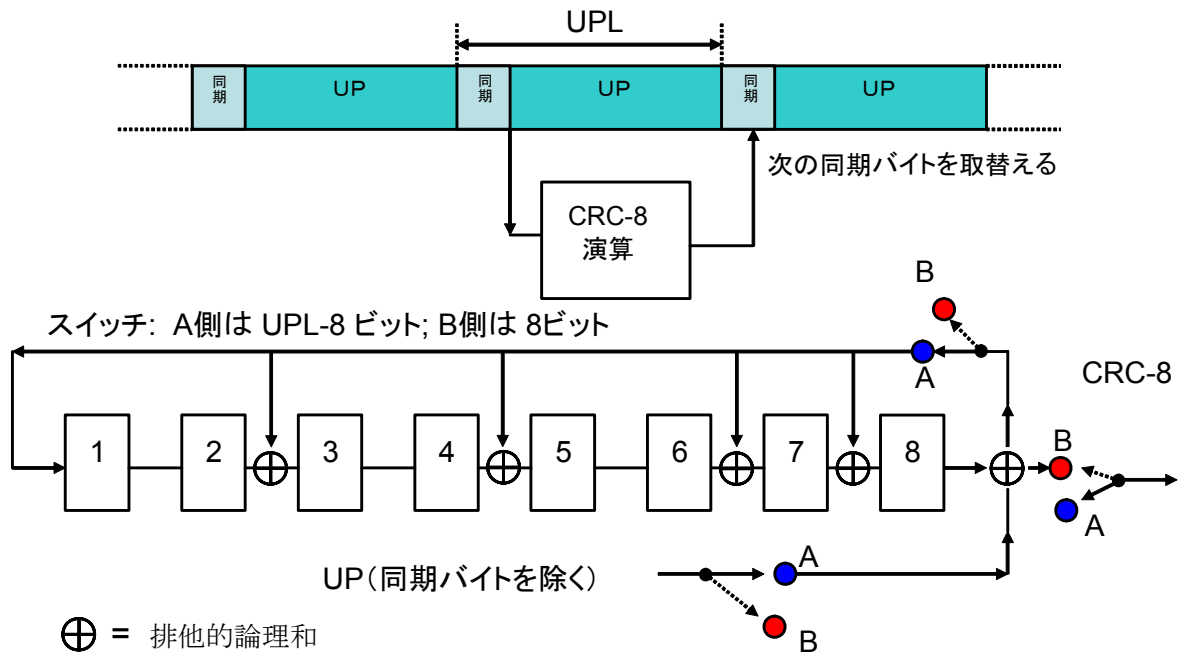 UPL
同期
UP
同期
UP
同期
UP
次の同期バイトを取替える
CRC-8
演算
B
スイッチ: A側は UPL-8 ビット; B側は 8ビット
A
CRC-8
1
2
3
4
5
6
7
8
B
A
UP(同期バイトを除く)
A
B
= 排他的論理和